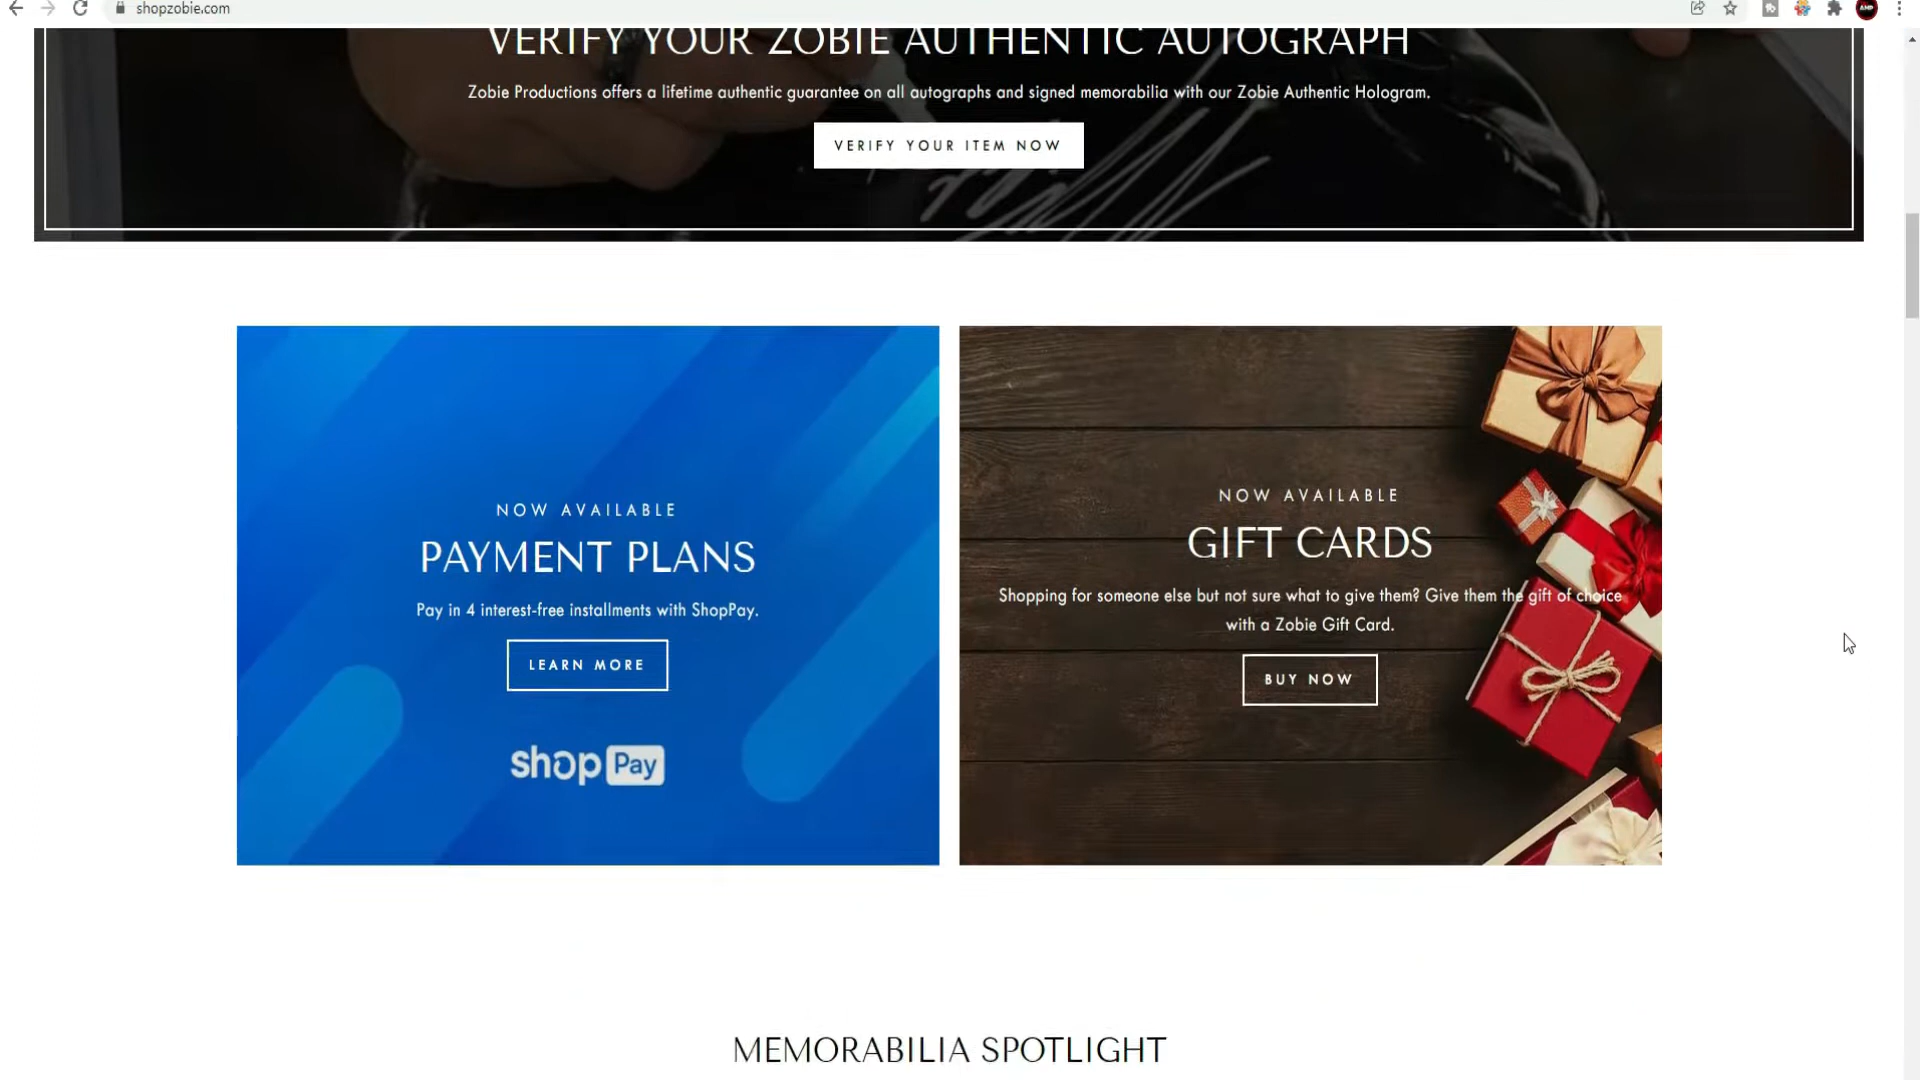 shopzobie.com
VERIFY YOUR ZOBIE AUTHENTIC AUTOGRAPH
Zobie Productions offers a lifetime authentic guarantee on all autographs and signed memorabilia with our Zobie Authentic Hologram.
VERIFY YOUR ITEM NOW
NOW AVAILABLE
PAYMENT PLANS
Pay in 4 interest-free installments with ShopPay.
LEARN MORE
shop Pay
NOW AVAILABLE
GIFT CARDS
Shopping for someone else but not sure what to give them? Give them the gift of choice
with a Zobie Gift Card.
BUY NOW
MEMORABILIA SPOTLIGHT